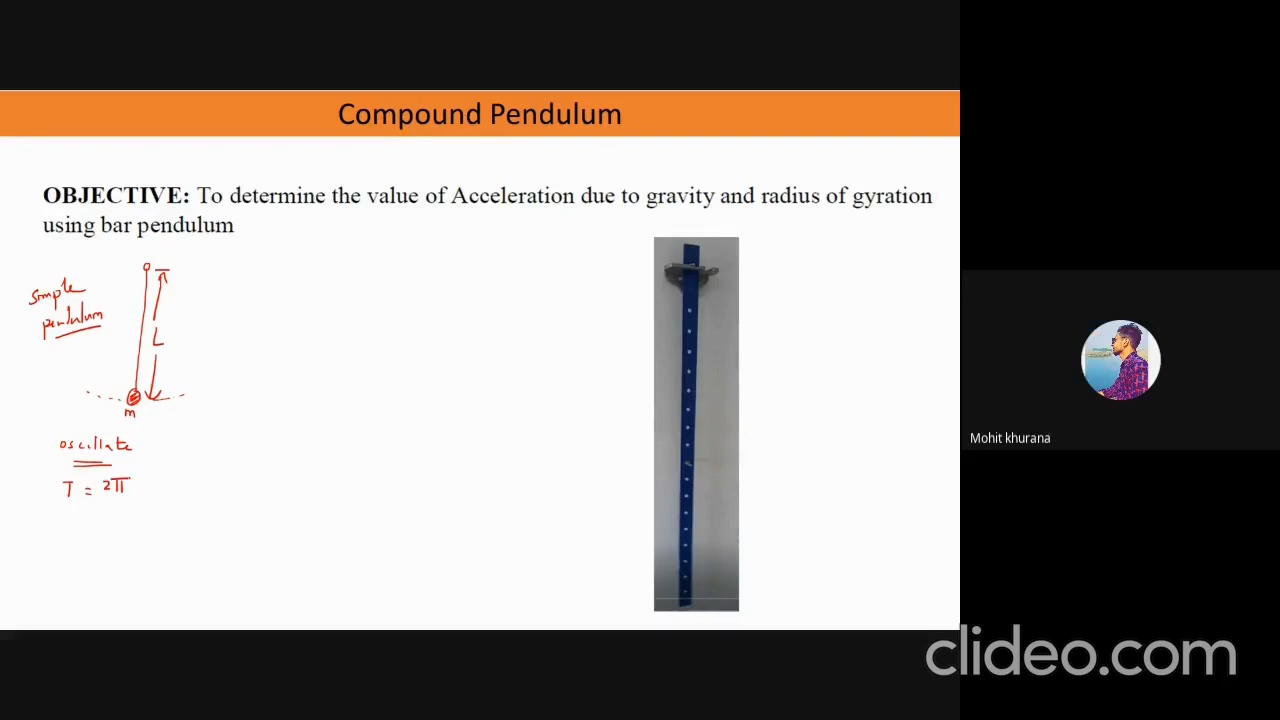 Compound Pendulum
OBJECTIVE: To determine the value of Acceleration due to gravity and radius of gyration
using bar pendulum
simple
pendulum
L
m
oscillate
T = 2π
Mohit khurana
clideo.com